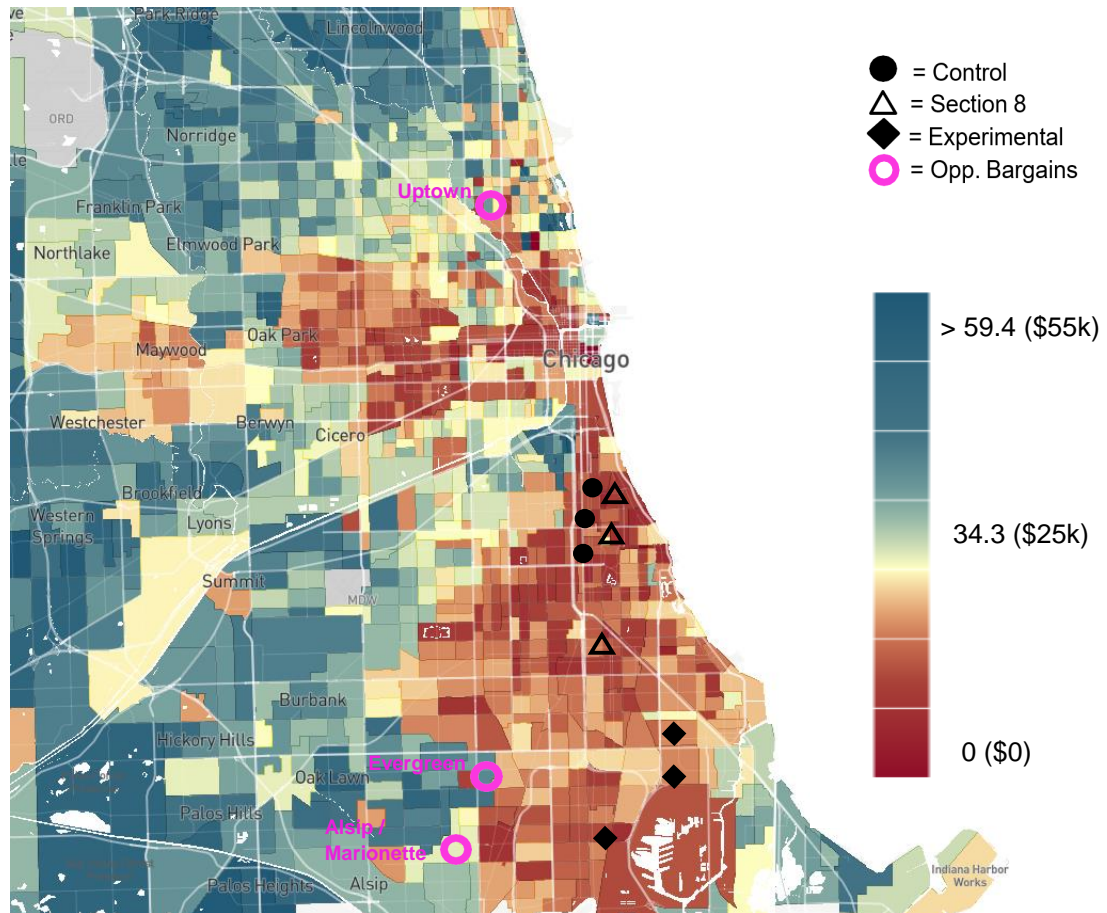 ve
Park Ridge
Lincolnwood
e
ORD
Norridge
lle
Uptown
Franklin Park
Elmwood Park
Northlake
Oak Park
Maywood
Chicago
Westchester
Berwyn
Cicero
Brookfield
Western
Springs
Lyons
Summit
MDW
Burbank
Hickory Hills
Evergreen
Oak Lawn
Palos Hills
Alsip /
Marionette
Palos Heights
Alsip
Indiana Harbor
Works
= Control
= Section 8
= Experimental
= Opp. Bargains
> 59.4 ($55k)
34.3 ($25k)
0 ($0)